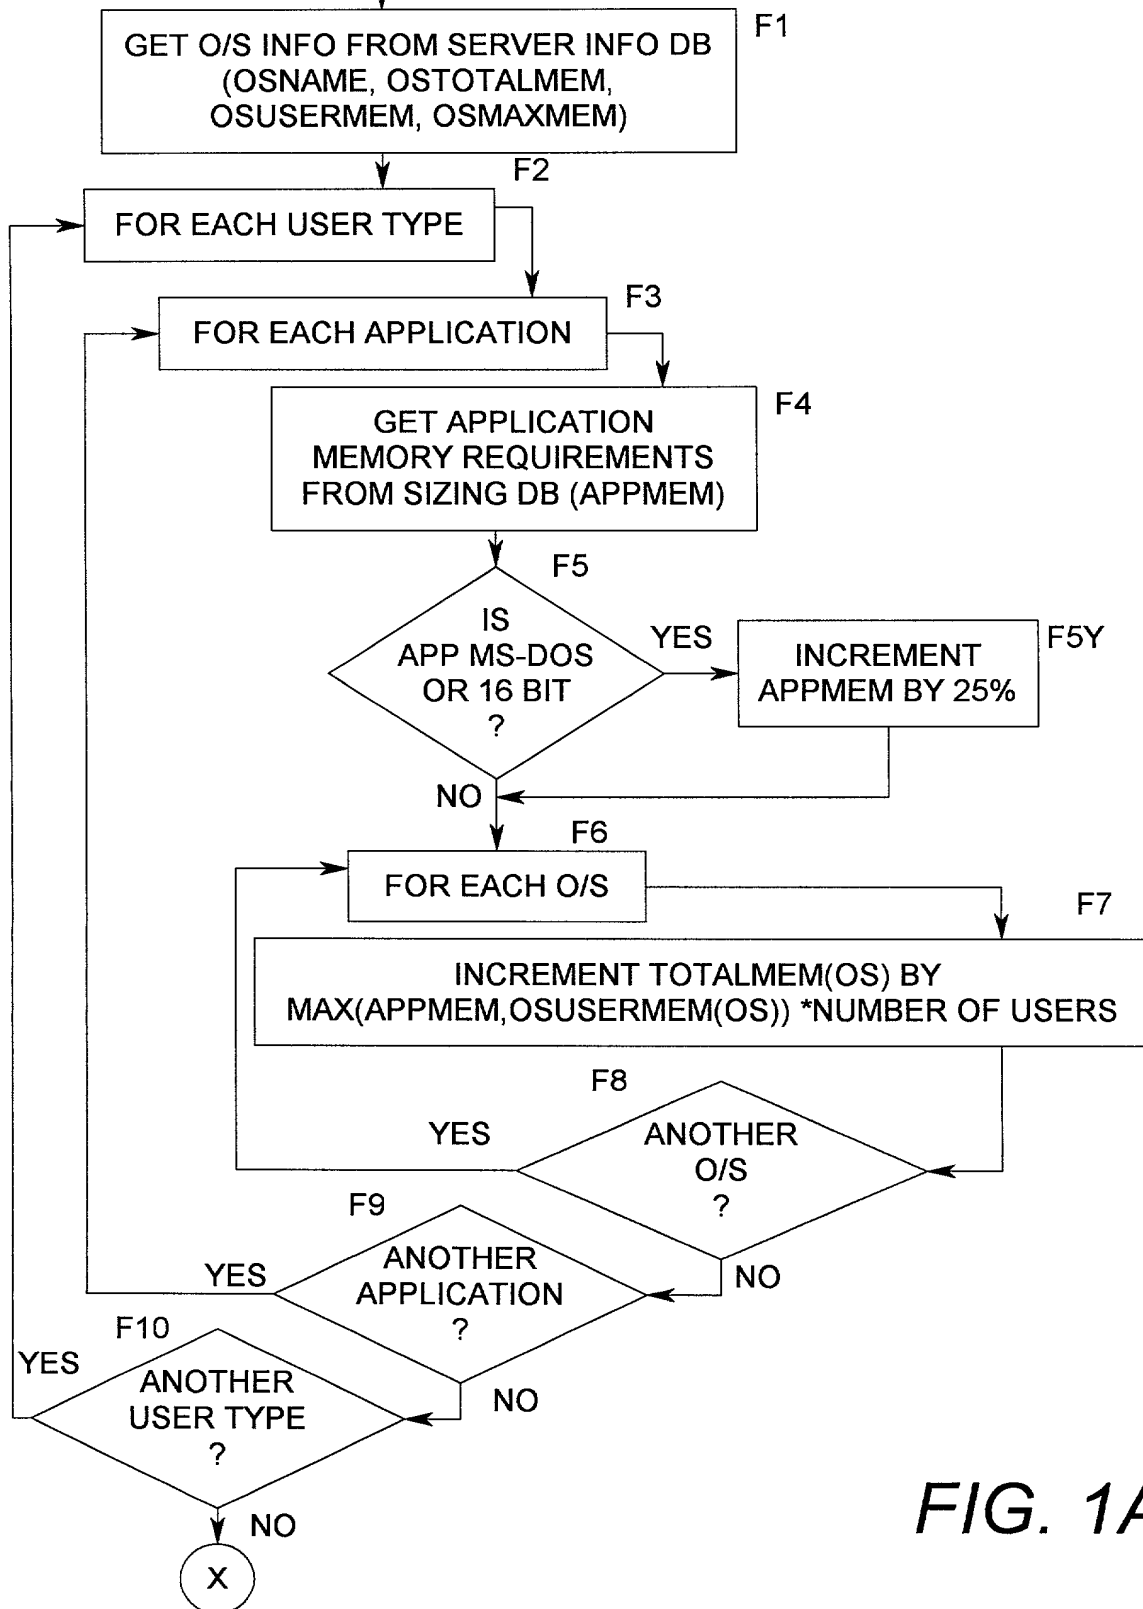 F1
GET O/S INFO FROM SERVER INFO DB
(OSNAME, OSTOTALMEM,
OSUSERMEM, OSMAXMEM)
F2
FOR EACH USER TYPE
F3
FOR EACH APPLICATION
F4
GET APPLICATION
MEMORY REQUIREMENTS
FROM SIZING DB (APPMEM)
F5
IS
APP MS-DOS
OR 16 BIT
?
YES
F5Y
INCREMENT
APPMEM BY 25%
NO
F6
FOR EACH O/S
F7
INCREMENT TOTALMEM(OS) BY
MAX(APPMEM,OSUSERMEM(OS)) *NUMBER OF USERS
F8
YES
ANOTHER
O/S
?
NO
F9
YES
ANOTHER
APPLICATION
?
NO
F10
YES
ANOTHER
USER TYPE
?
NO
X
FIG. 1A